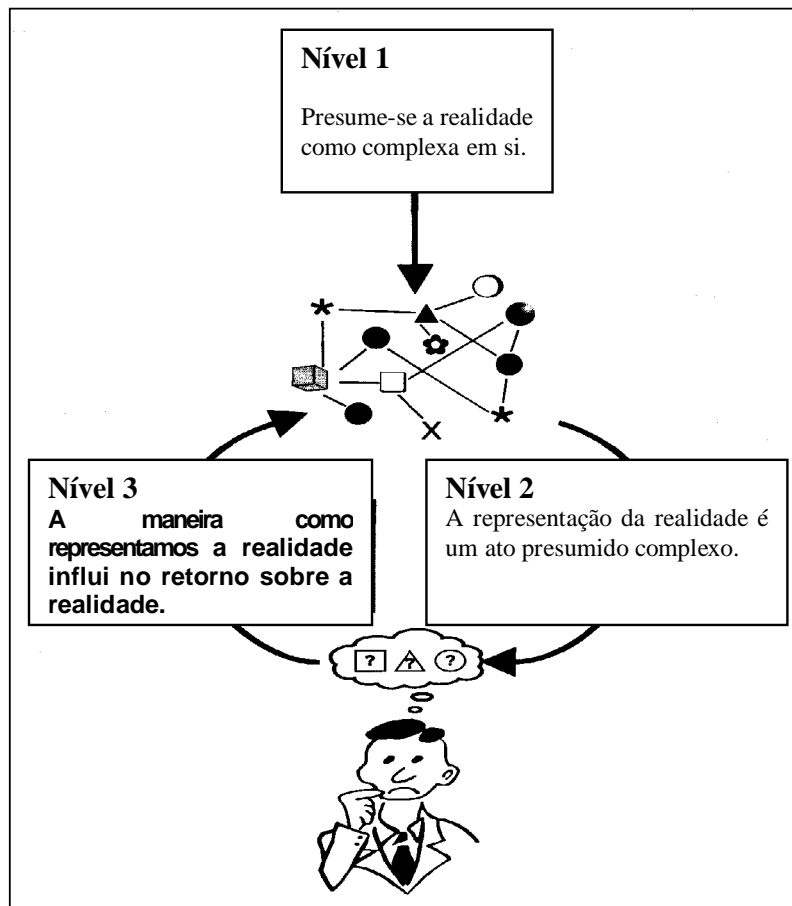 Nível 1
Presume-se a realidade
como complexa em si.
X
Nível 3
A maneira como
representamos a realidade
influi no retorno sobre a
realidade.
Nível 2
A representação da realidade é
um ato presumido complexo.
? ? ?